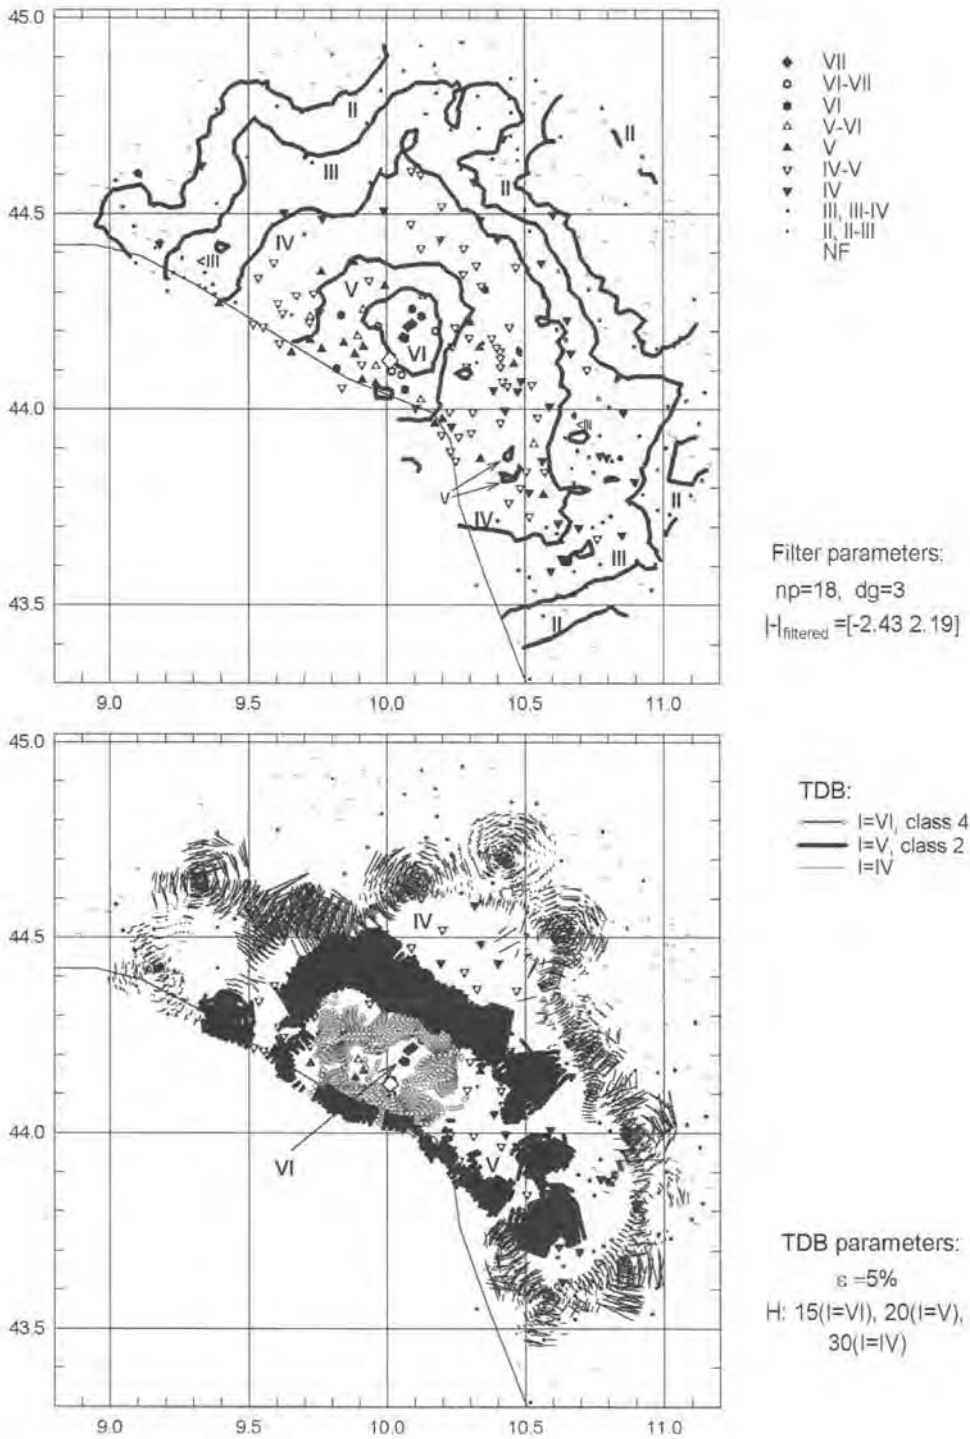 45.0
44.5
44.0
43.5
9.0 9.5 10.0 10.5 11.0
II
III
II
II
IV
<III
V
VI
<III
V
IV
III
II
II
VII
VI-VII
VI
V-VI
V
IV-V
IV
III, III-IV
II, II-III
NF
Filter parameters:
np=18, dg=3
|-|filtered =[-2.43 2.19]
45.0
44.5
44.0
43.5
9.0 9.5 10.0 10.5 11.0
IV
VI
V
TDB:
I=VI, class 4
I=V, class 2
I=IV
TDB parameters:
ε =5%
H: 15(I=VI), 20(I=V),
30(I=IV)